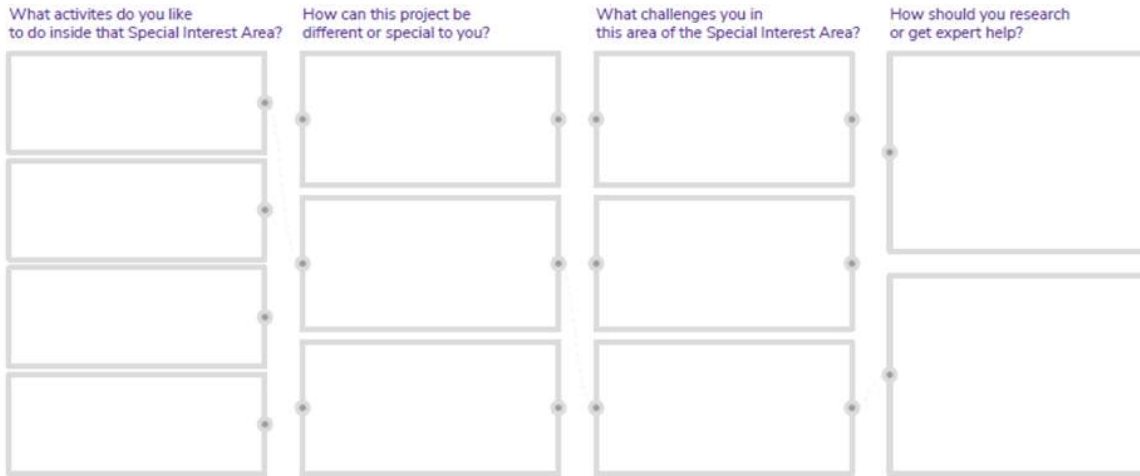 What activites do you like
to do inside that Special Interest Area?
How can this project be
different or special to you?
What challenges you in
this area of the Special Interest Area?
How should you research
or get expert help?